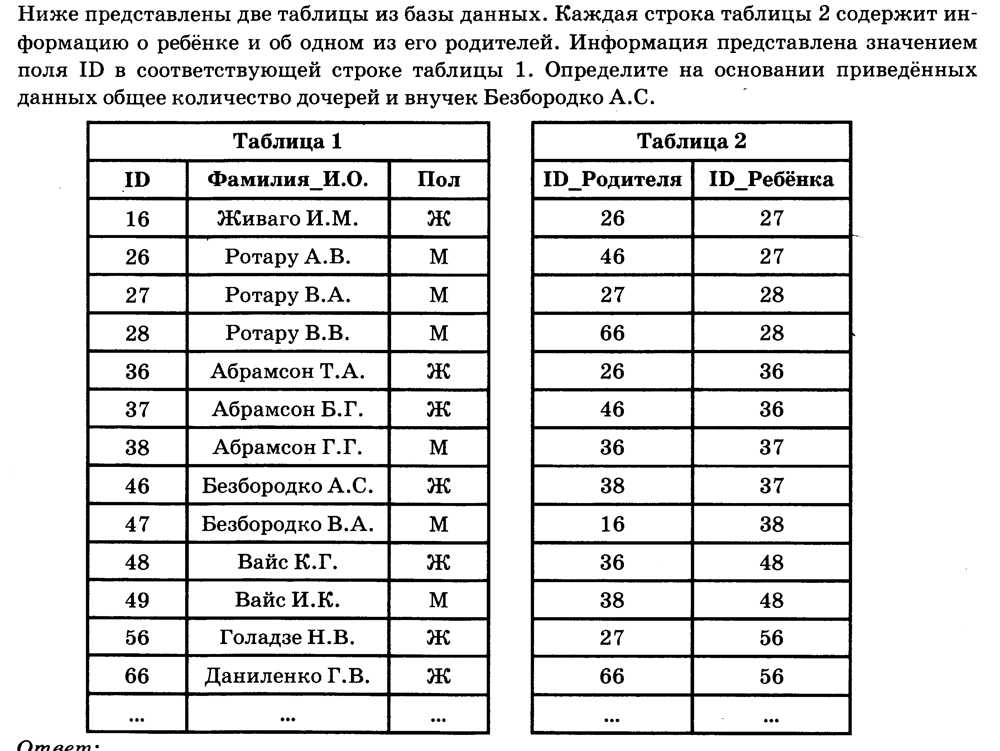 Ниже представлены две таблицы из базы данных. Каждая строка таблицы 2 содержит ин-
формацию о ребёнке и об одном из его родителей. Информация представлена значением
поля ID в соответствующей строке таблицы 1. Определите на основании приведённых
данных общее количество дочерей и внучек Безбородко А.С.
Таблица 1
ID Фамилия_И.О. Пол
16 Живаго И.М. Ж
26 Ротару А.В. М
27 Ротару В.А. М
28 Ротару В.В. М
36 Абрамсон Т.А. Ж
37 Абрамсон Б.Г. Ж
38 Абрамсон Г.Г. М
46 Безбородко А.С. Ж
47 Безбородко В.А. М
48 Вайс К.Г. Ж
49 Вайс И.К. М
56 Голадзе Н.В. Ж
66 Даниленко Г.В. Ж
... ... ...
Таблица 2
ID_Родителя ID_Ребёнка
26 27
46 27
27 28
66 28
26 36
46 36
36 37
38 37
16 38
36 48
38 48
27 56
66 56
... ...
Ответ: